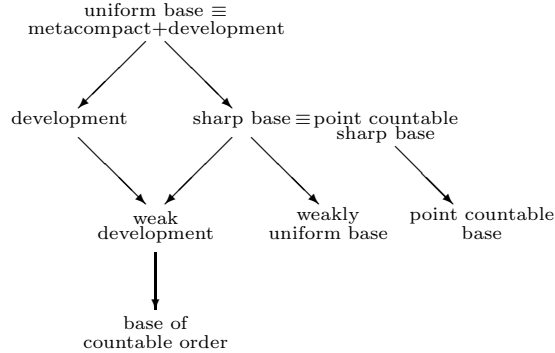 uniform base ≡
metacompact+development
development
sharp base ≡ point countable
sharp base
weak
development
weakly
uniform base
point countable
base
base of
countable order